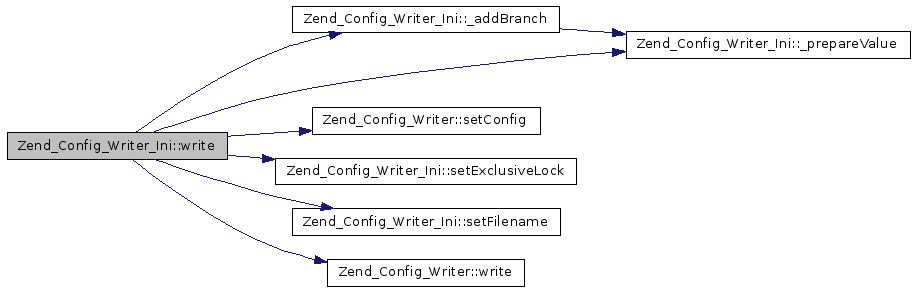 Zend_Config_Writer_Ini::_addBranch
Zend_Config_Writer_Ini::_prepareValue
Zend_Config_Writer::setConfig
Zend_Config_Writer_Ini::write
Zend_Config_Writer_Ini::setExclusiveLock
Zend_Config_Writer_Ini::setFilename
Zend_Config_Writer::write